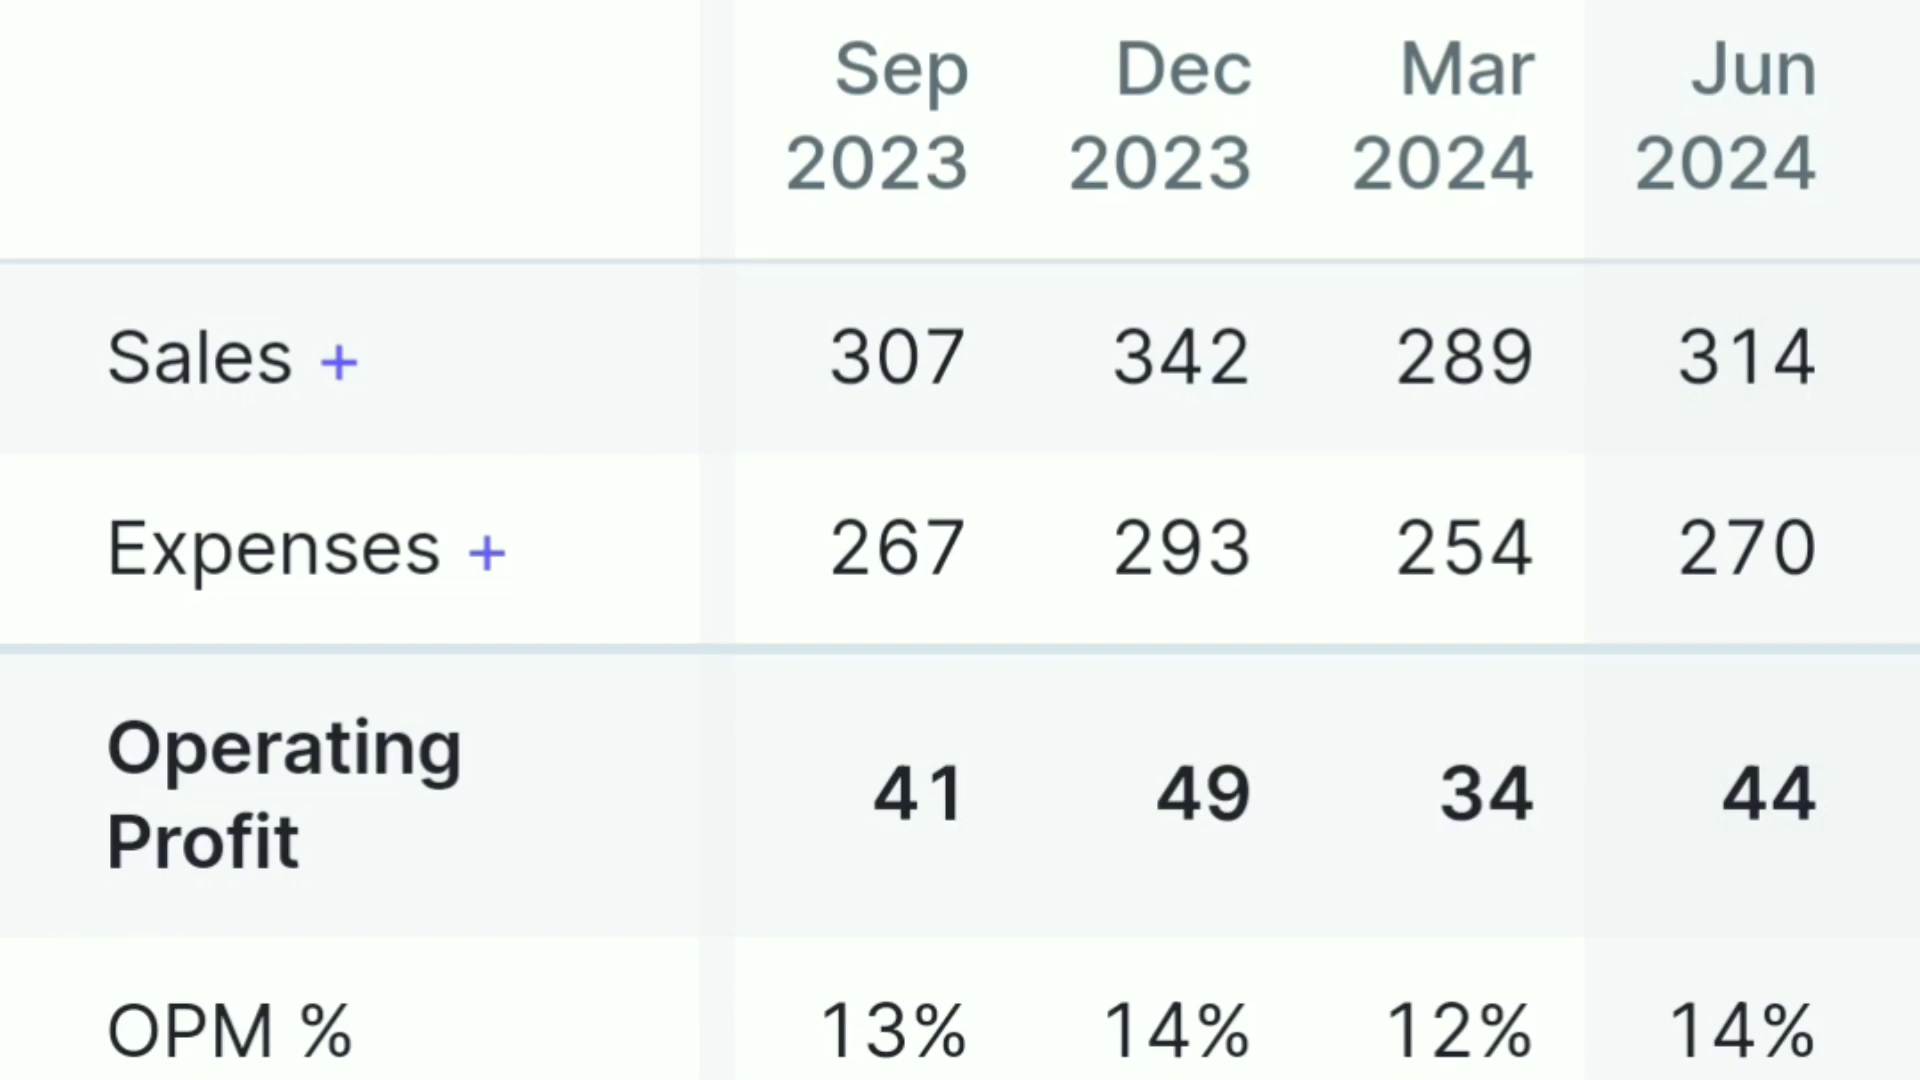 Sep Dec Mar Jun
2023 2023 2024 2024
Sales + 307 342 289 314
Expenses + 267 293 254 270
Operating
Profit 41 49 34 44
OPM % 13% 14% 12% 14%